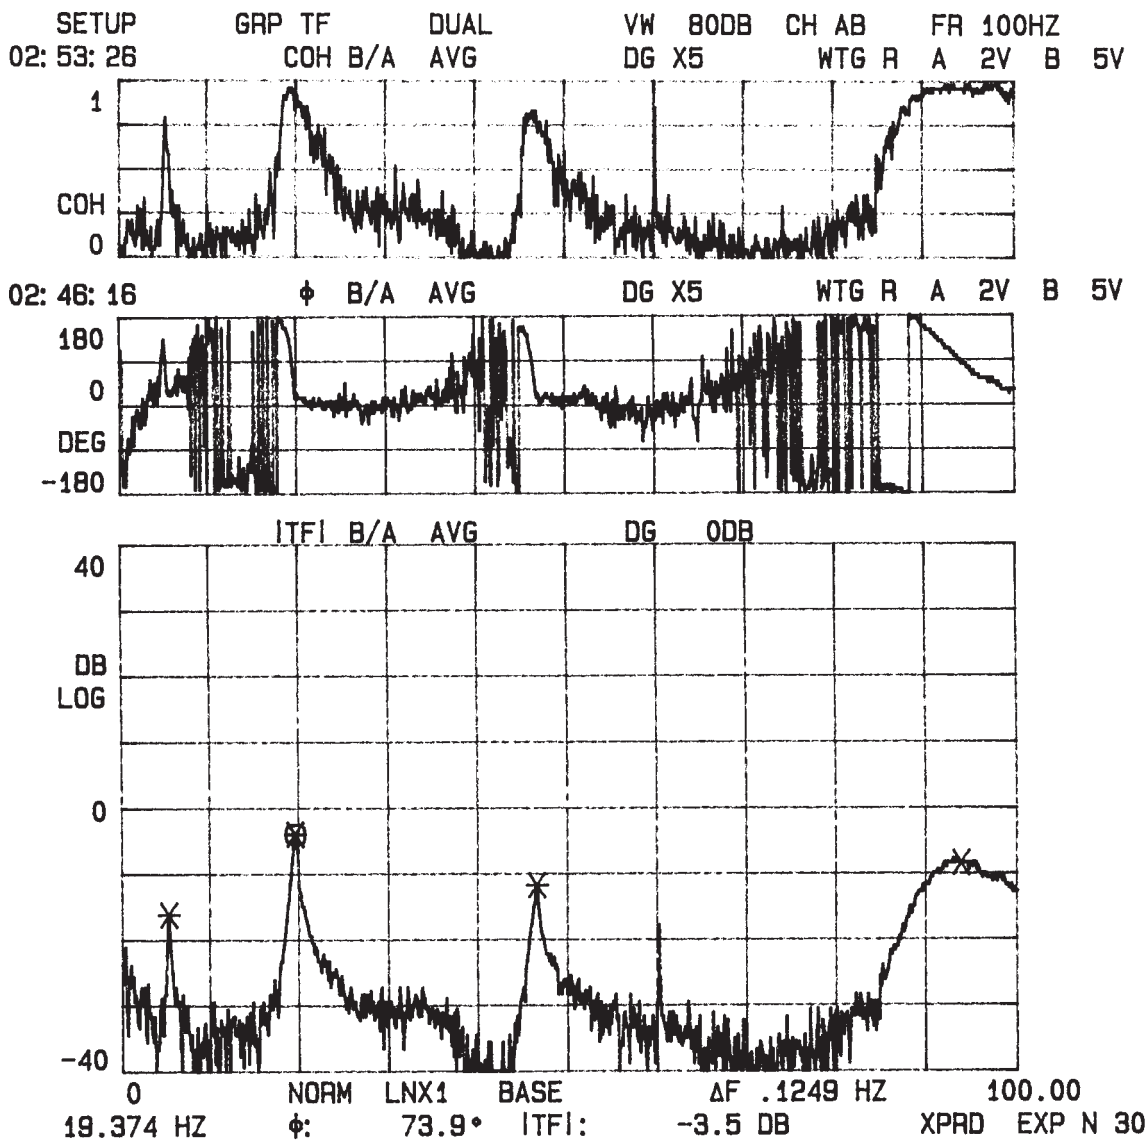 SETUP GRP TF DUAL VW 80DB CH AB FR 100HZ
02:53:26 COH B/A AVG DG X5 WTG R A 2V B 5V
1
COH
0
02:46:16 ϕ B/A AVG DG X5 WTG R A 2V B 5V
180
0
DEG
-180
|TF| B/A AVG DG 0DB
40
DB
LOG
0
-40
0 NORM LNX1 BASE ΔF .1249 HZ 100.00
19.374 HZ ϕ: 73.9° |TF|: -3.5 DB XPRD EXP N 30